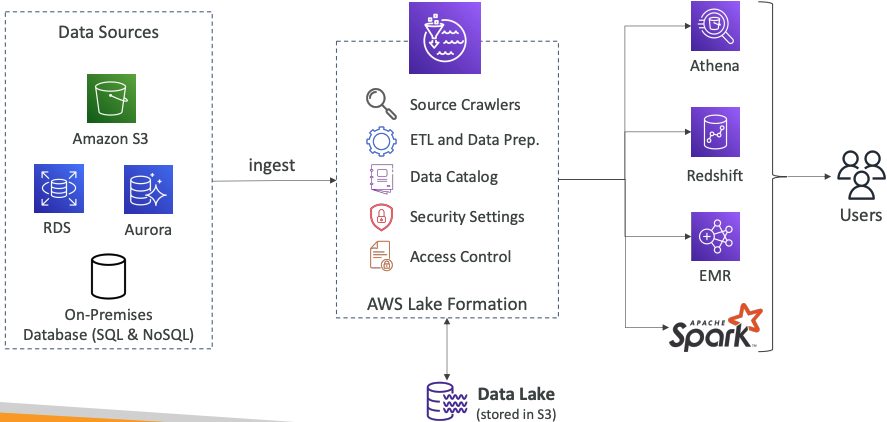 Data Sources
Amazon S3
RDS
Aurora
On-Premises
Database (SQL & NoSQL)
ingest
Source Crawlers
ETL and Data Prep.
Data Catalog
Security Settings
Access Control
AWS Lake Formation
Data Lake
(stored in S3)
Athena
Redshift
EMR
APACHE
Spark™
Users